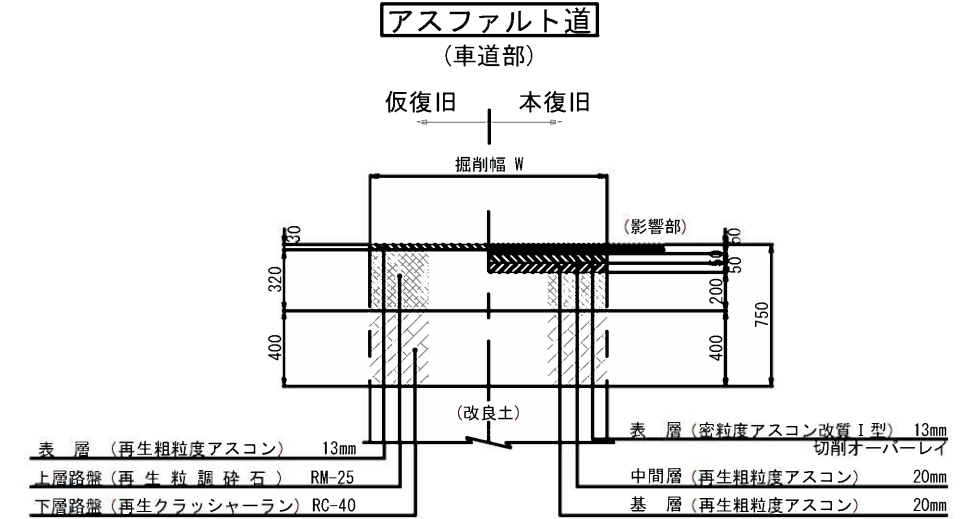 アスファルト道
(車道部)
仮復旧 本復旧
掘削幅 W
(影響部)
30
320
400
50
50
50
200
400
750
(改良土)
表 層 (再生粗粒度アスコン) 13mm
上層路盤 (再生粒調砕石) RM-25
下層路盤 (再生クラッシャーラン) RC-40
表 層 (密粒度アスコン改質Ⅰ型) 13mm
切削オーバーレイ
中間層 (再生粗粒度アスコン) 20mm
基 層 (再生粗粒度アスコン) 20mm